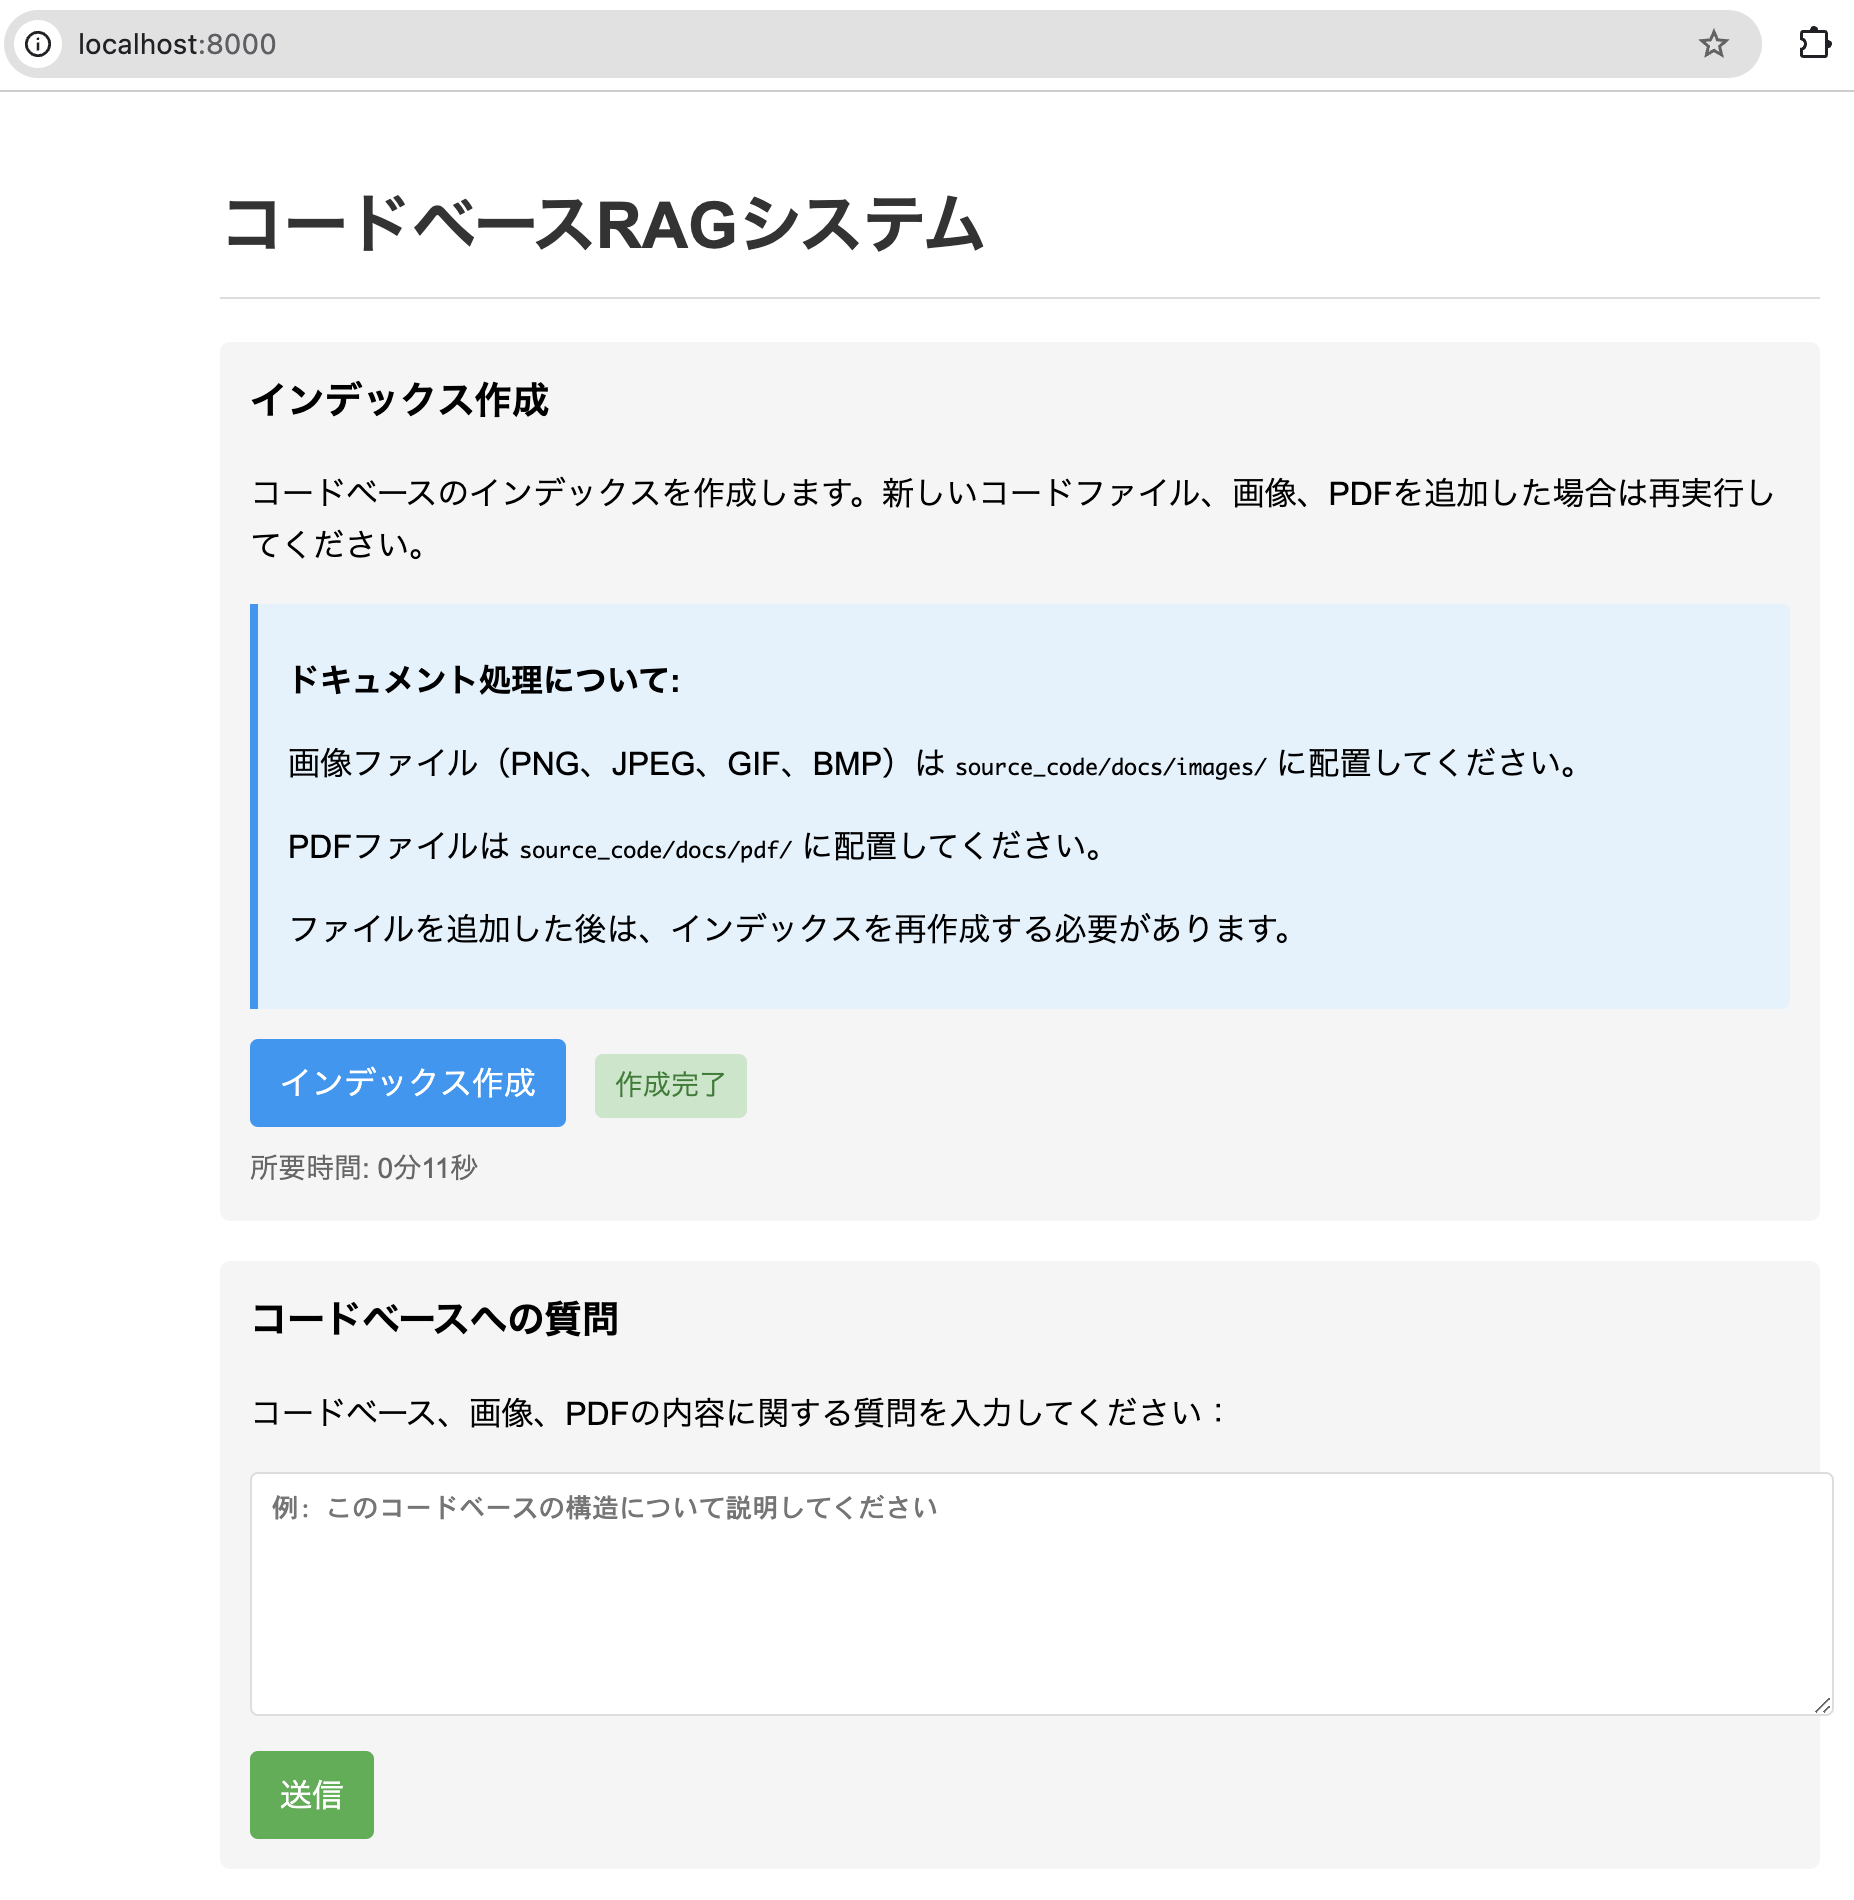 localhost:8000
コードベースRAGシステム
インデックス作成
コードベースのインデックスを作成します。新しいコードファイル、画像、PDFを追加した場合は再実行し
てください。
ドキュメント処理について:
画像ファイル（PNG、JPEG、GIF、BMP）は source_code/docs/images/ に配置してください。
PDFファイルは source_code/docs/pdf/ に配置してください。
ファイルを追加した後は、インデックスを再作成する必要があります。
インデックス作成 作成完了
所要時間: 0分11秒
コードベースへの質問
コードベース、画像、PDFの内容に関する質問を入力してください：
例: このコードベースの構造について説明してください
送信